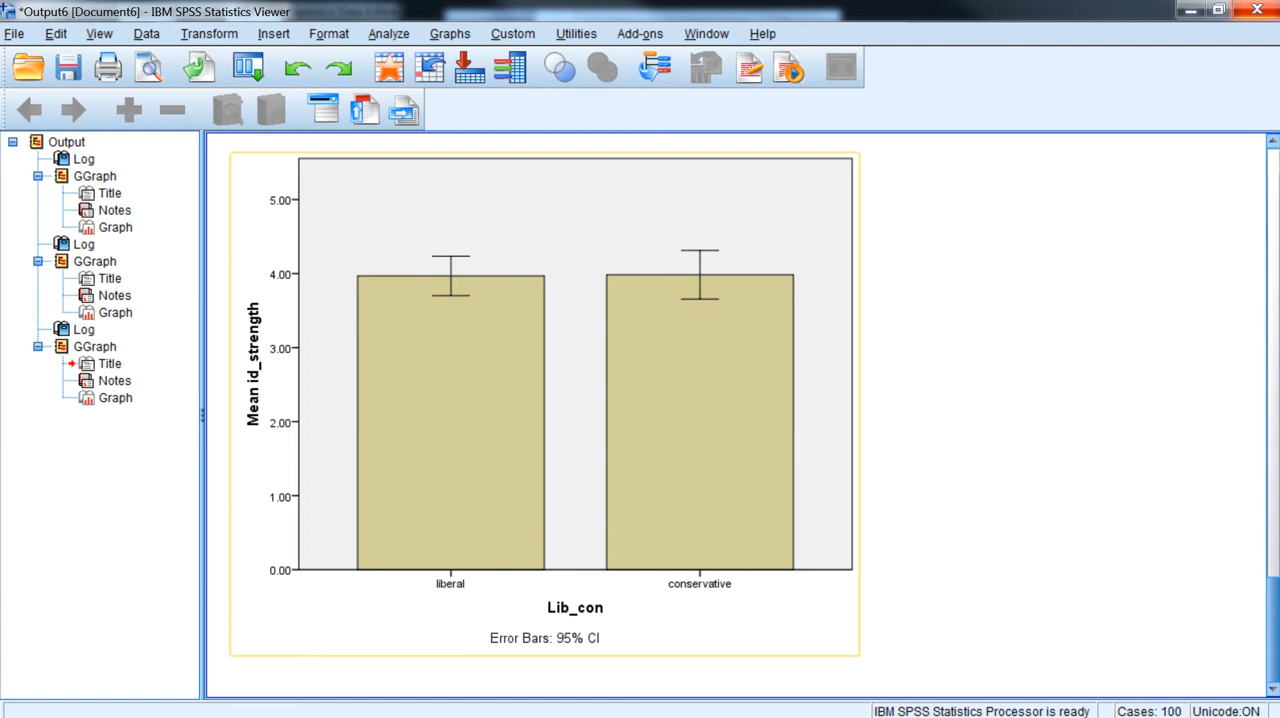 *Output6 [Document6] - IBM SPSS Statistics Viewer
File Edit View Data Transform Insert Format Analyze Graphs Custom Utilities Add-ons Window Help
Output
Log
GGraph
Title
Notes
Graph
Log
GGraph
Title
Notes
Graph
Log
GGraph
Title
Notes
Graph
5.00
4.00
3.00
2.00
1.00
0.00
Mean id_strength
liberal conservative
Lib_con
Error Bars: 95% CI
IBM SPSS Statistics Processor is ready Cases: 100 Unicode:ON